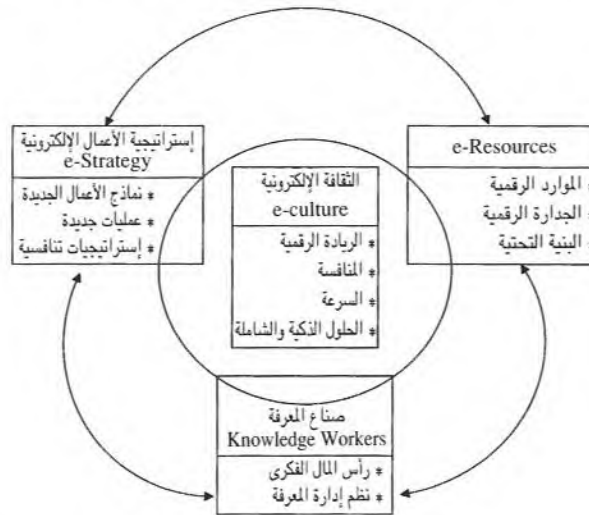 إستراتيجية الأعمال الإلكترونية
e-Strategy
* نماذج الأعمال الجديدة
* عمليات جديدة
* إستراتيجيات تنافسية
e-Resources
* الموارد الرقمية
* الجدارة الرقمية
* البنية التحتية
الثقافة الإلكترونية
e-culture
* الريادة الرقمية
* المنافسة
* السرعة
* الحلول الذكية والشاملة
صناع المعرفة
Knowledge Workers
* رأس المال الفكرى
* نظم إدارة المعرفة